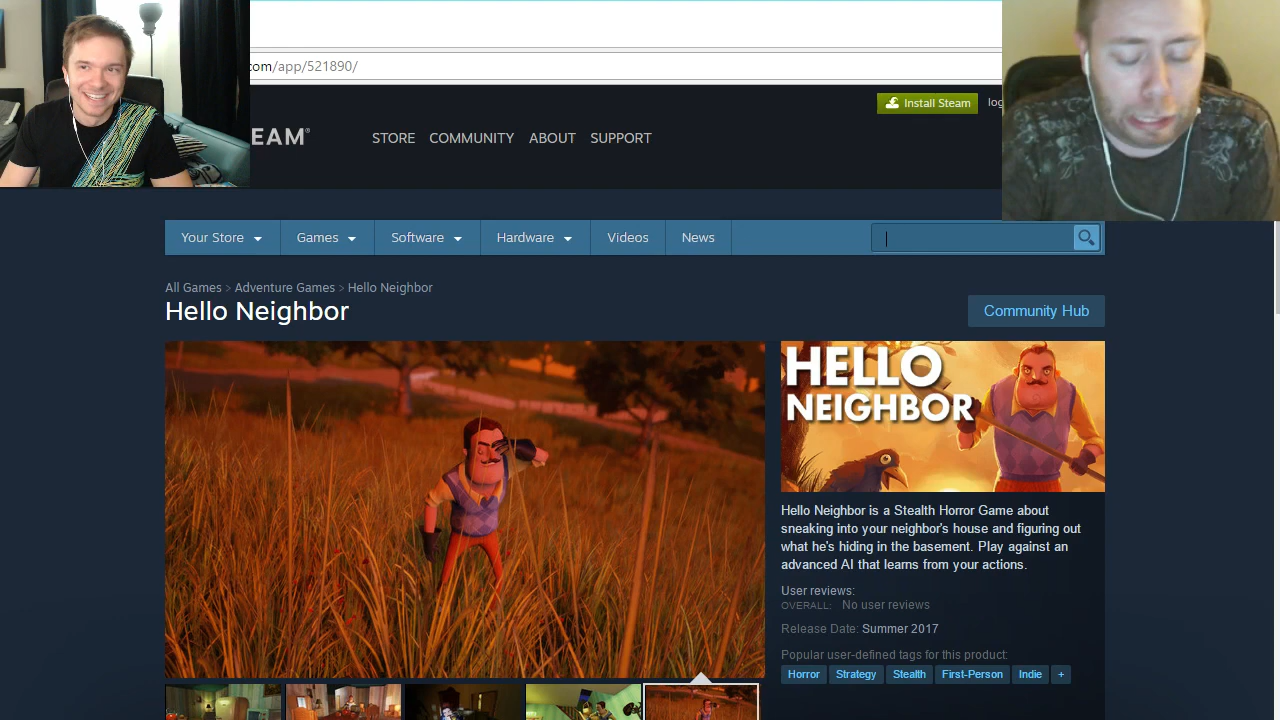 com/app/521890/
Install Steam
log
EAM®
STORE COMMUNITY ABOUT SUPPORT
Your Store Games Software Hardware Videos News
All Games > Adventure Games > Hello Neighbor
Hello Neighbor
Community Hub
HELLO
NEIGHBOR
Hello Neighbor is a Stealth Horror Game about
sneaking into your neighbor's house and figuring out
what he's hiding in the basement. Play against an
advanced AI that learns from your actions.
User reviews:
OVERALL: No user reviews
Release Date: Summer 2017
Popular user-defined tags for this product:
Horror Strategy Stealth First-Person Indie +